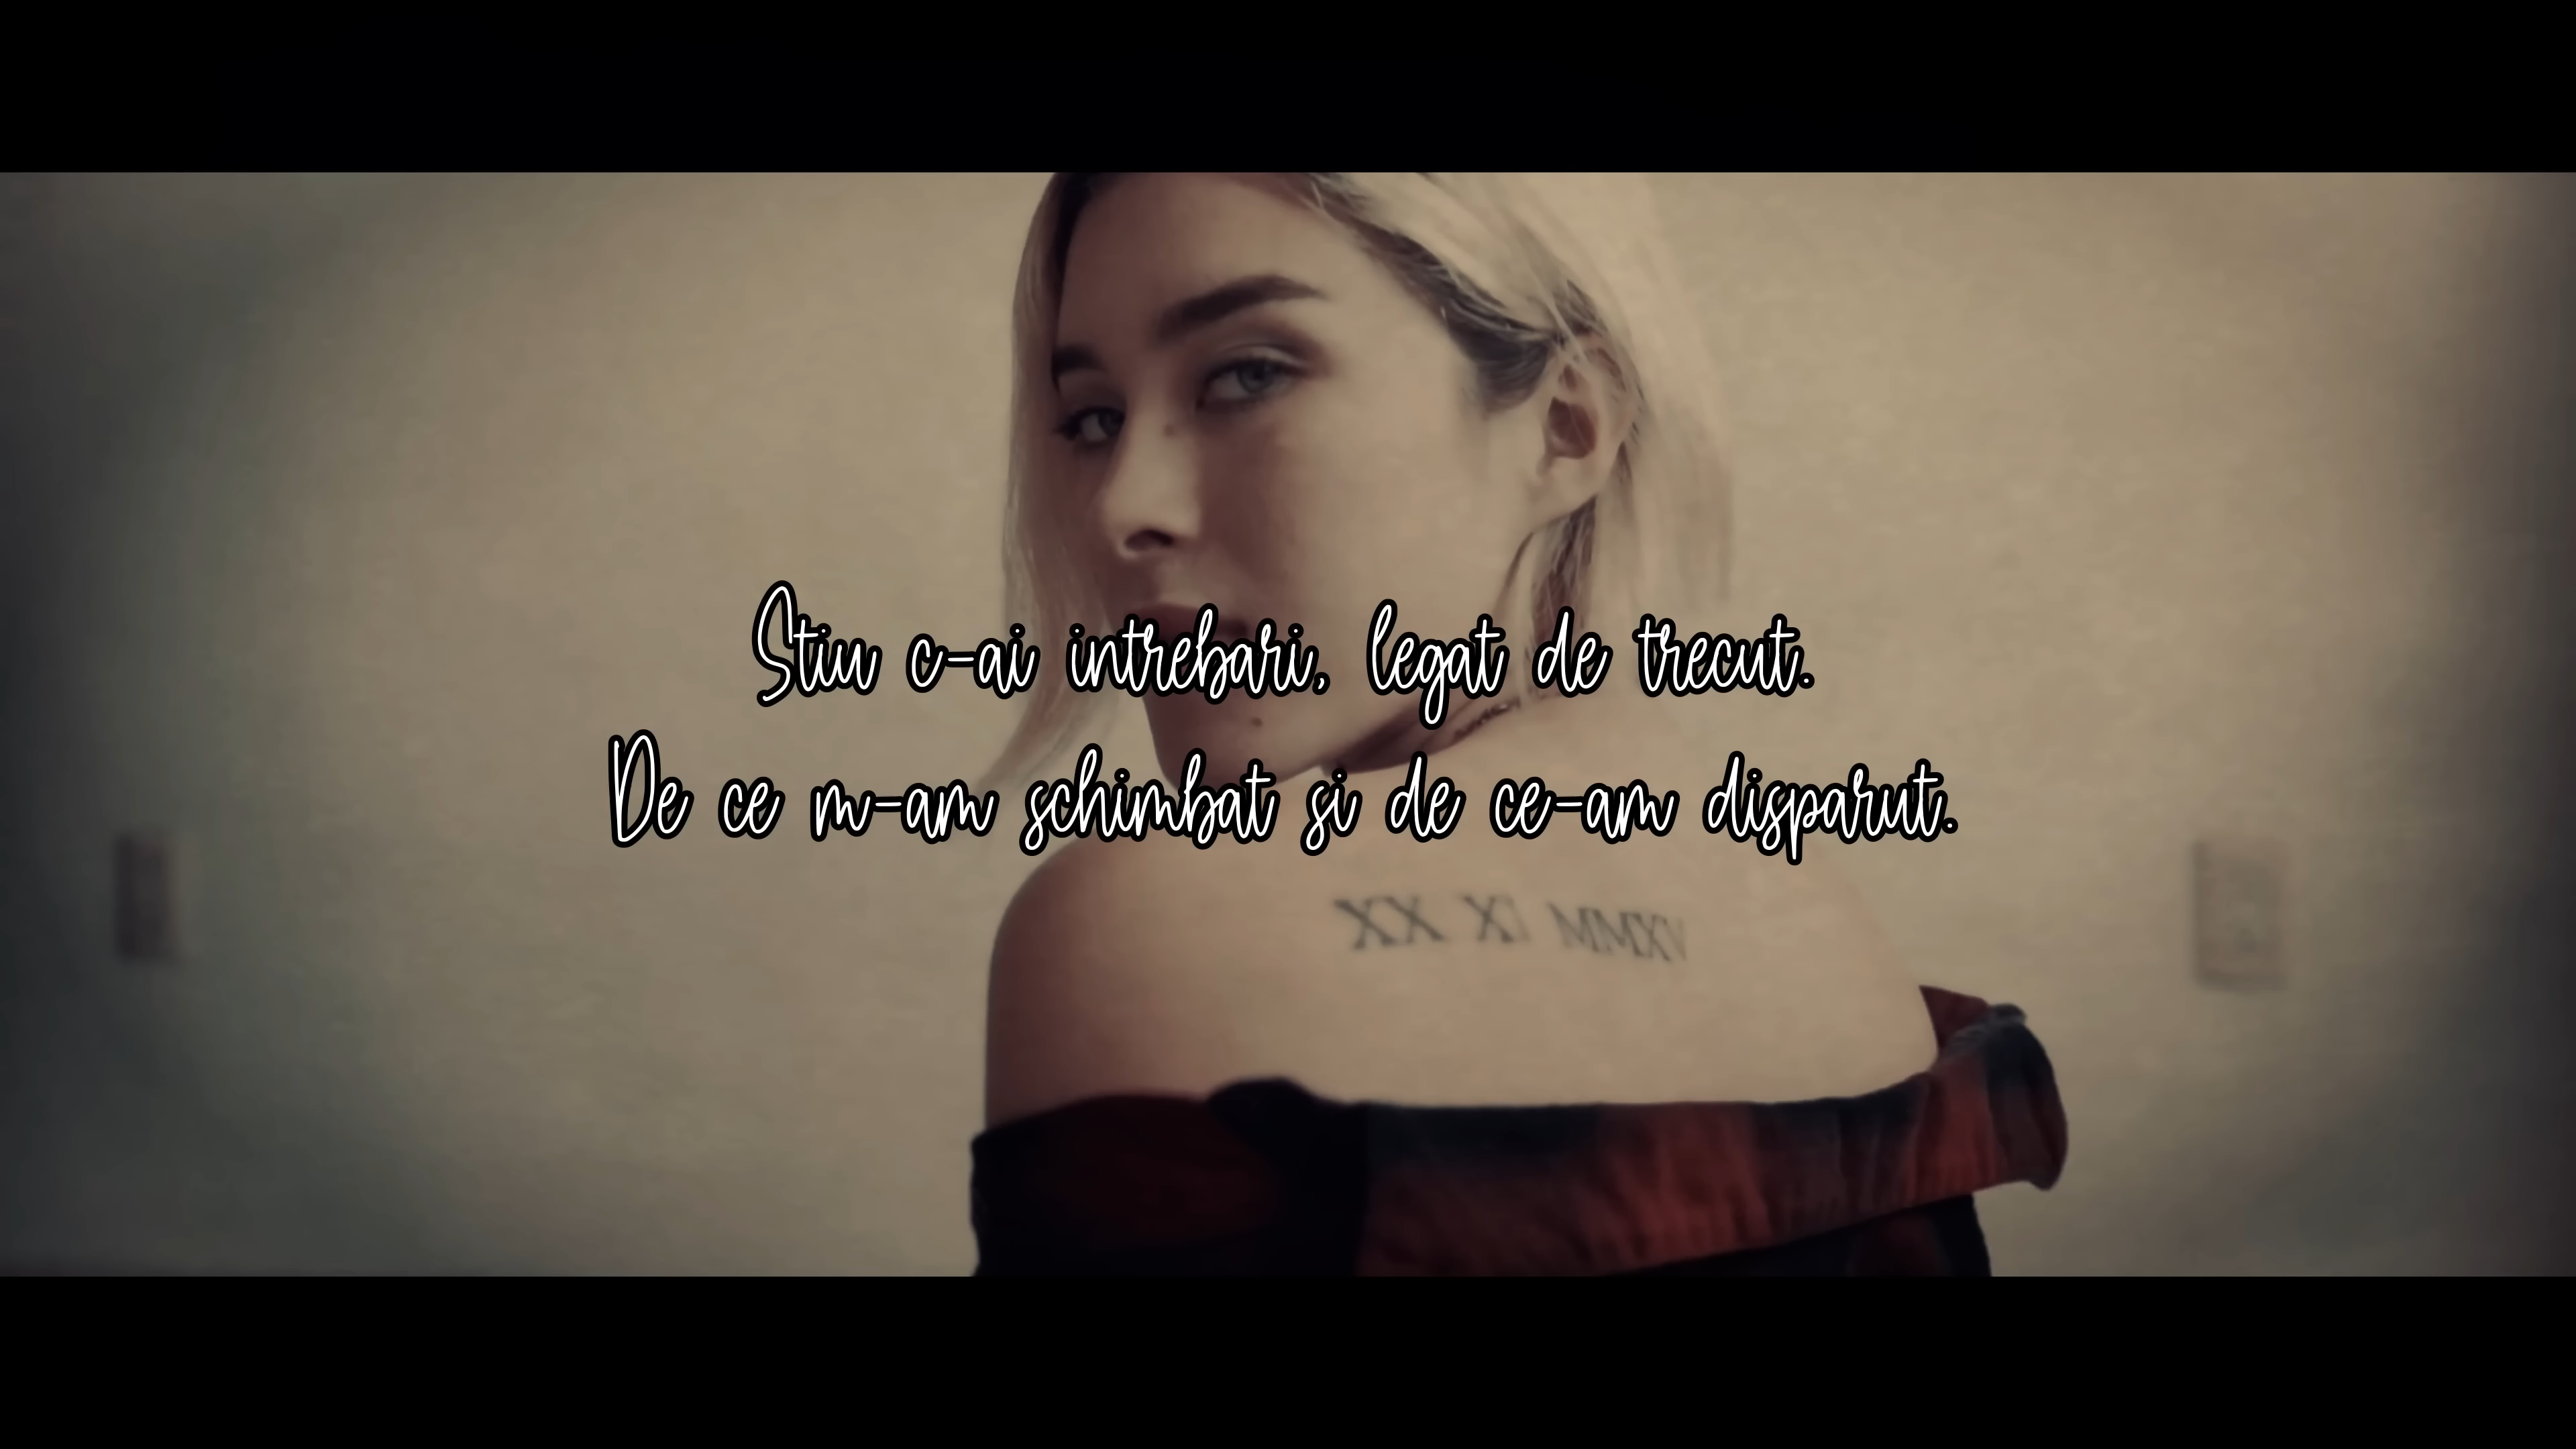 Stiu c-ai intrebari, legat de trecut.
De ce m-am schimbat si de ce-am disparut.
XX XI MMXV